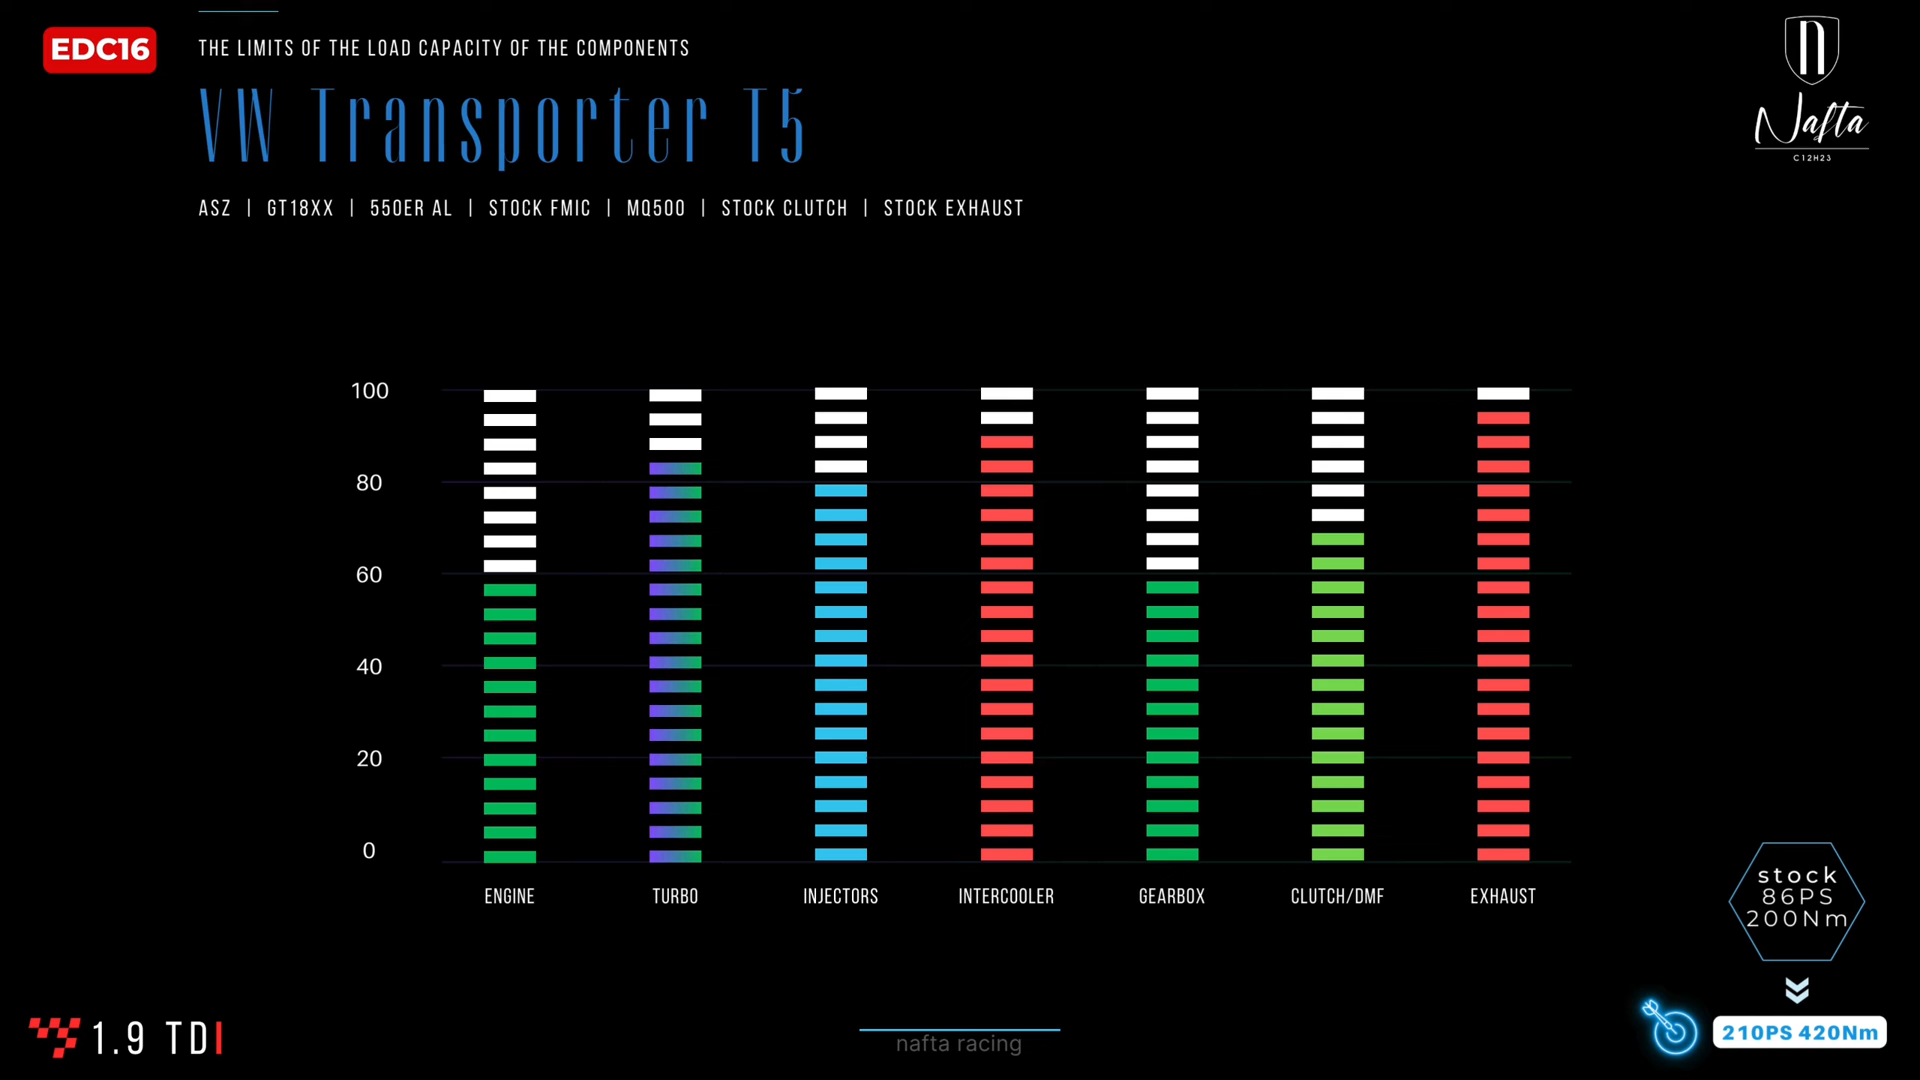 EDC16
THE LIMITS OF THE LOAD CAPACITY OF THE COMPONENTS
VW Transporter T5
ASZ | GT18XX | 550ER AL | STOCK FMIC | MQ500 | STOCK CLUTCH | STOCK EXHAUST
n
Nafta
C12H23
100
80
60
40
20
0
ENGINE TURBO INJECTORS INTERCOOLER GEARBOX CLUTCH/DMF EXHAUST
stock
86PS
200Nm
210PS 420Nm
1.9 TDI
nafta racing